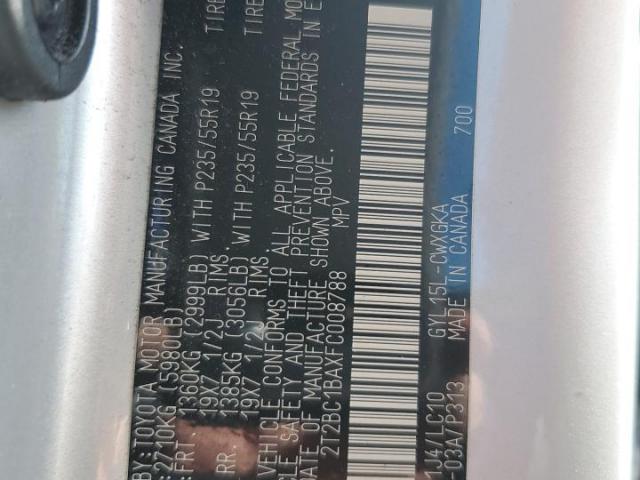 BY:TOYOTA MOTOR MANUFACTURING CANADA INC.
:2710KG (5980LB) TIRE
FRT. 1360KG (2999LB) WITH P235/55R19 TIRE
19X7 1/2J RIMS.
RR. 1385KG (3056LB) WITH P235/55R19
19X7 1/2J RIMS.
VEHICLE CONFORMS TO ALL APPLICABLE FEDERAL MO
CLE SAFETY AND THEFT PREVENTION STANDARDS IN E
DATE OF MANUFACTURE SHOWN ABOVE.
2T2BC1BAXFC008788 MPV
1J4/LC10 GYL15L-CWXGKA
-03A/P313 MADE IN CANADA 700